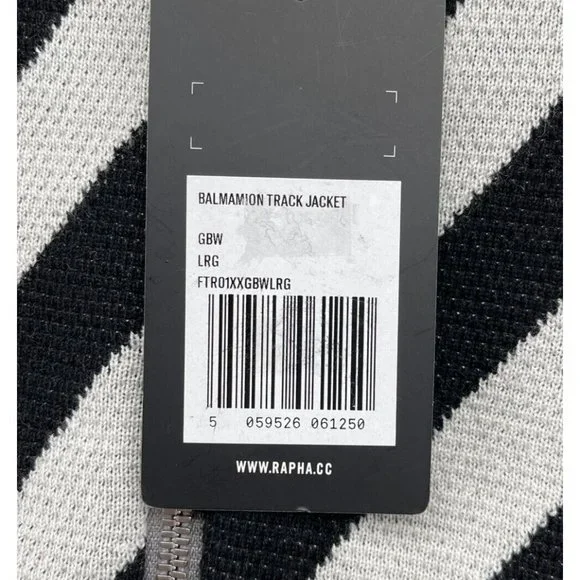 BALMAMION TRACK JACKET
GBW
LRG
FTR01XXGBWLRG
5 059526 061250
WWW.RAPHA.CC